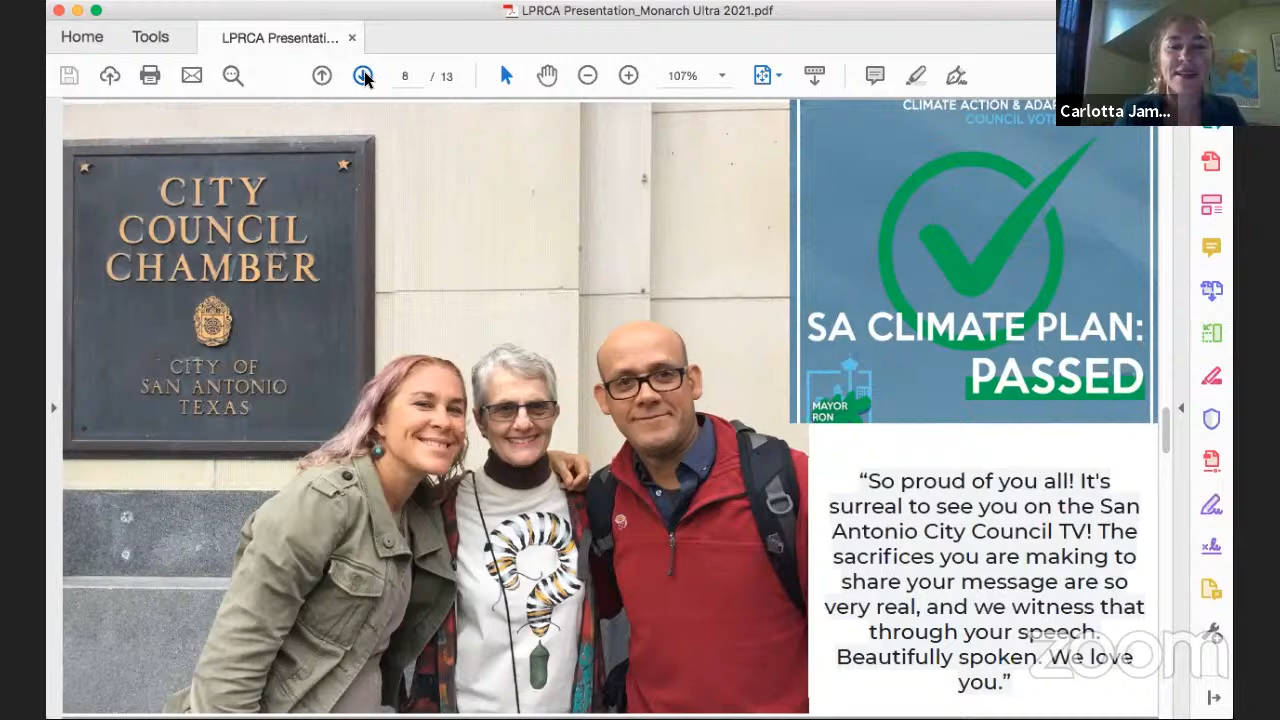 LPRCA Presentation_Monarch Ultra 2021.pdf
Home
Tools
LPRCA Presentati...
8 / 13
107%
Carlotta Jam...
CITY
COUNCIL
CHAMBER
CITY OF
SAN ANTONIO
TEXAS
CLIMATE ACTION &
COUNCIL
SA CLIMATE PLAN:
PASSED
MAYOR
RON
“So proud of you all! It's
surreal to see you on the San
Antonio City Council TV! The
sacrifices you are making to
share your message are so
very real, and we witness that
through your speech.
Beautifully spoken. We love
you.”
zoom